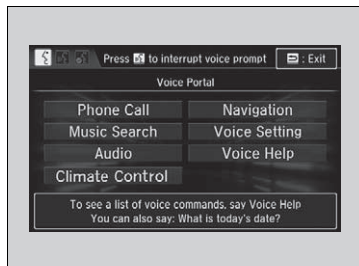 Press to interrupt voice prompt : Exit
Voice Portal
Phone Call Navigation
Music Search Voice Setting
Audio Voice Help
Climate Control
To see a list of voice commands, say Voice Help
You can also say: What is today's date?